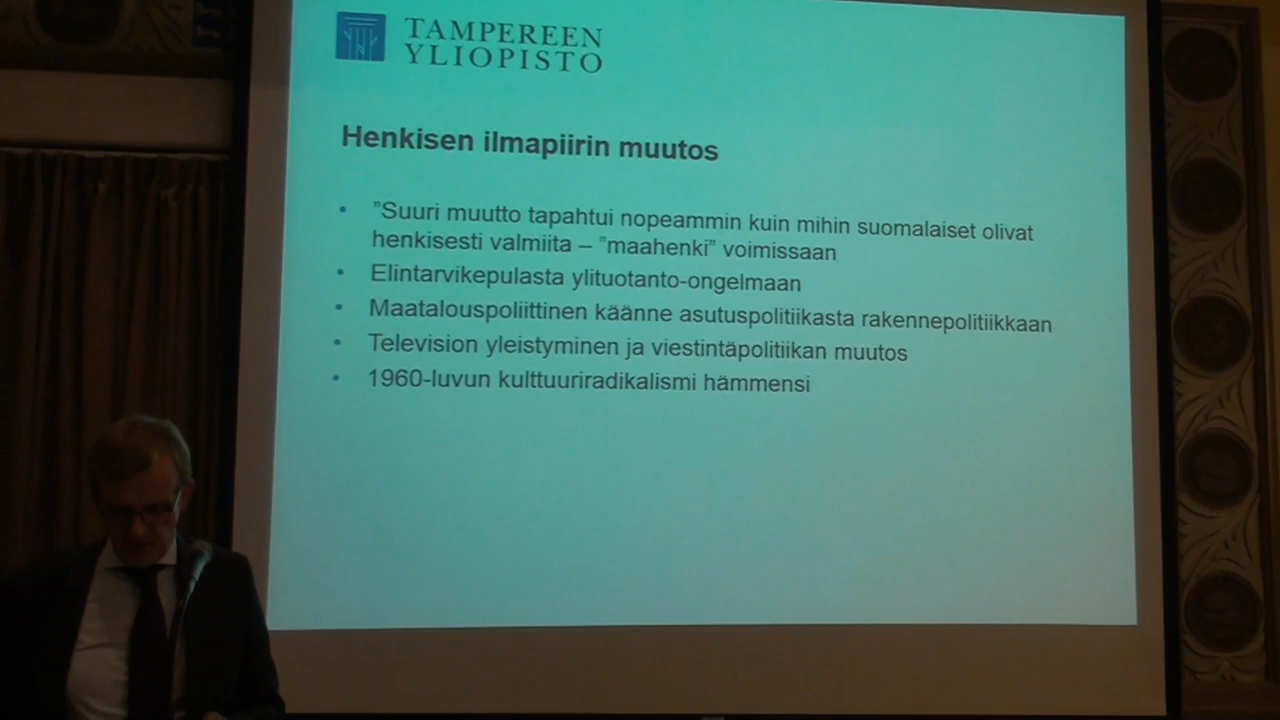 TAMPEREEN
YLIOPISTO
Henkisen ilmapiirin muutos
• ”Suuri muutto tapahtui nopeammin kuin mihin suomalaiset olivat
henkisesti valmiita – ”maahenki” voimissaan
• Elintarvikepulasta ylituotanto-ongelmaan
• Maatalouspoliittinen käänne asutuspolitiikasta rakennepolitiikkaan
• Television yleistyminen ja viestintäpolitiikan muutos
• 1960-luvun kulttuuriradikalismi hämmensi